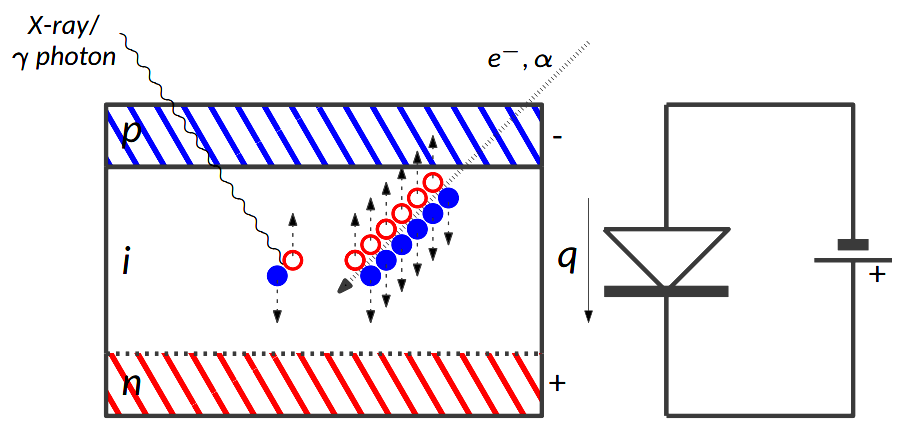 X-ray/
γ photon
e⁻, α
p
-
i
q
+
n
+